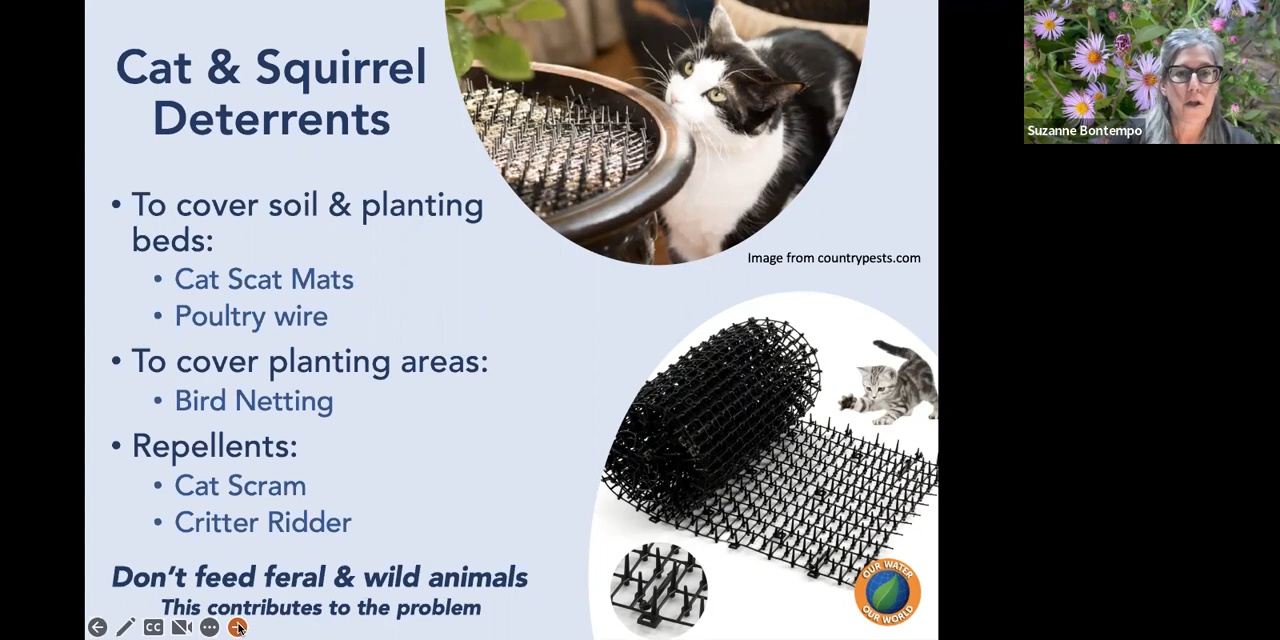 Cat & Squirrel
Deterrents
• To cover soil & planting
beds:
• Cat Scat Mats
• Poultry wire
• To cover planting areas:
• Bird Netting
• Repellents:
• Cat Scram
• Critter Ridder
Don't feed feral & wild animals
This contributes to the problem
Image from countrypests.com
OUR WATER
OUR WORLD
CC
Suzanne Bontempo